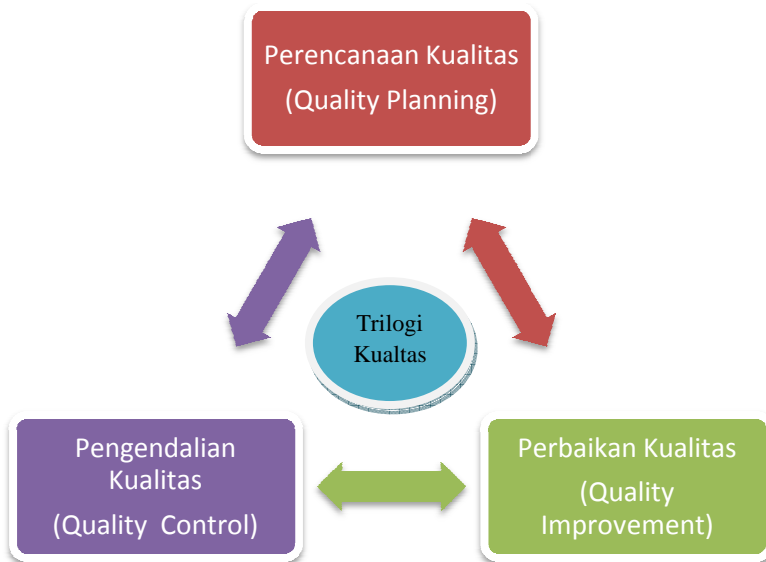 Perencanaan Kualitas
(Quality Planning)
Trilogi
Kualtas
Pengendalian
Kualitas
(Quality Control)
Perbaikan Kualitas
(Quality
Improvement)